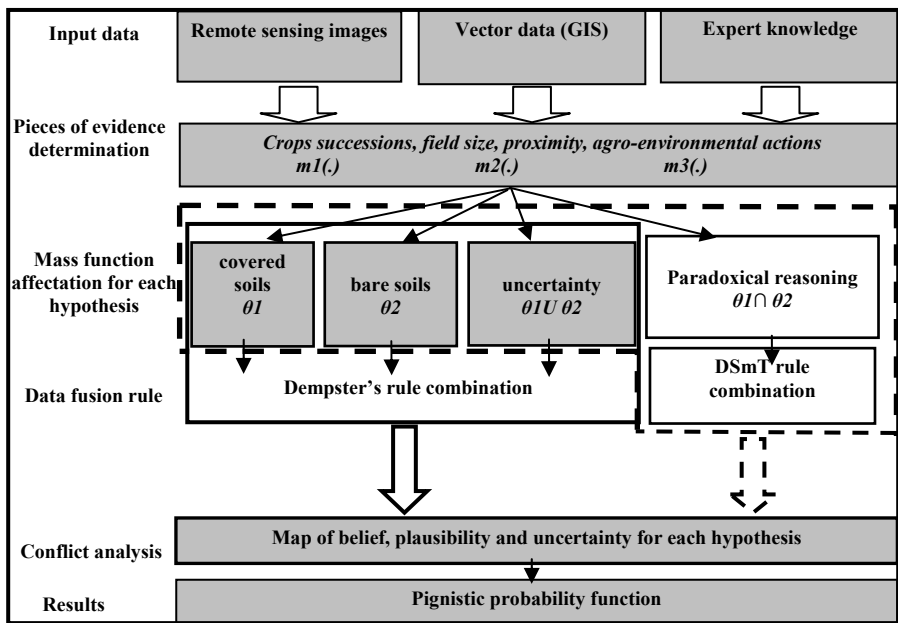 Input data
Remote sensing images
Vector data (GIS)
Expert knowledge
Pieces of evidence
determination
Crops successions, field size, proximity, agro-environmental actions
m1(.) m2(.) m3(.)
Mass function
affectation for each
hypothesis
covered
soils
θ1
bare soils
θ2
uncertainty
θ1U θ2
Paradoxical reasoning
θ1∩ θ2
Data fusion rule
Dempster's rule combination
DSmT rule
combination
Conflict analysis
Map of belief, plausibility and uncertainty for each hypothesis
Results
Pignistic probability function